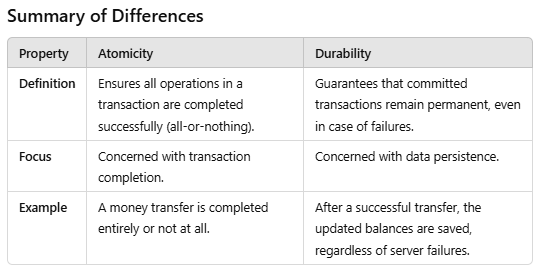 Summary of Differences
Property Atomicity Durability
Definition Ensures all operations in a transaction are completed successfully (all-or-nothing). Guarantees that committed transactions remain permanent, even in case of failures.
Focus Concerned with transaction completion. Concerned with data persistence.
Example A money transfer is completed entirely or not at all. After a successful transfer, the updated balances are saved, regardless of server failures.